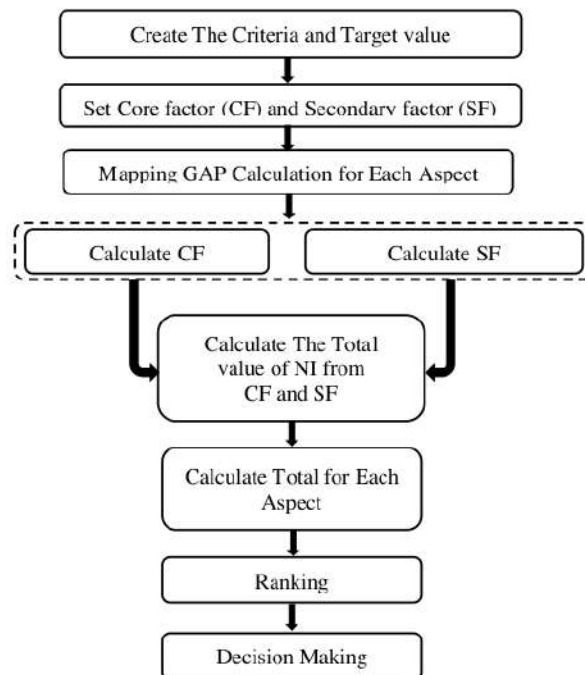 Create The Criteria and Target value
Set Core factor (CF) and Secondary factor (SF)
Mapping GAP Calculation for Each Aspect
Calculate CF
Calculate SF
Calculate The Total
value of NI from
CF and SF
Calculate Total for Each
Aspect
Ranking
Decision Making